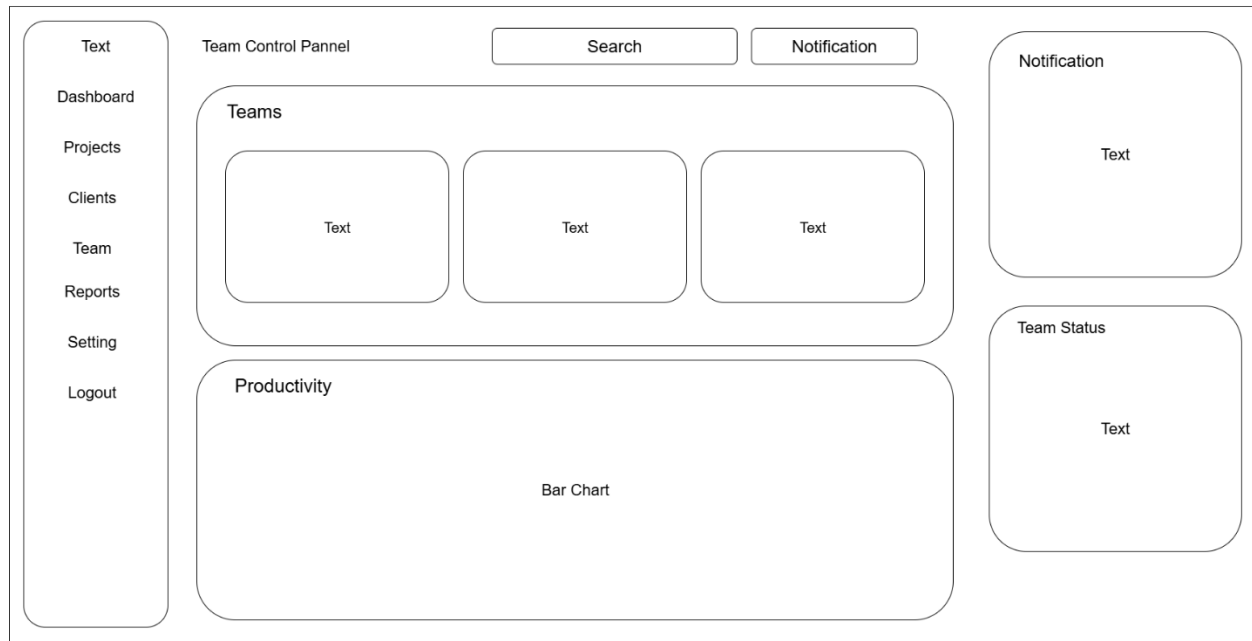 Text
Dashboard
Projects
Clients
Team
Reports
Setting
Logout
Team Control Pannel
Search
Notification
Teams
Text
Text
Text
Productivity
Bar Chart
Notification
Text
Team Status
Text